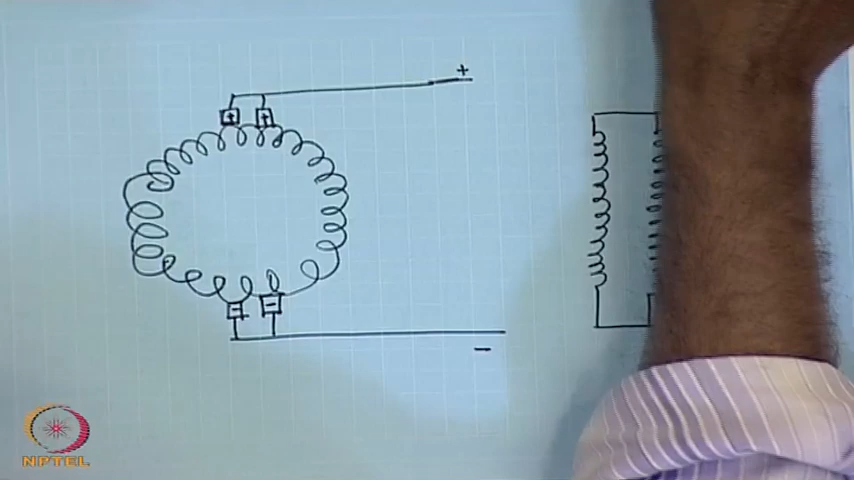 +
+ +
- -
-
NPTEL